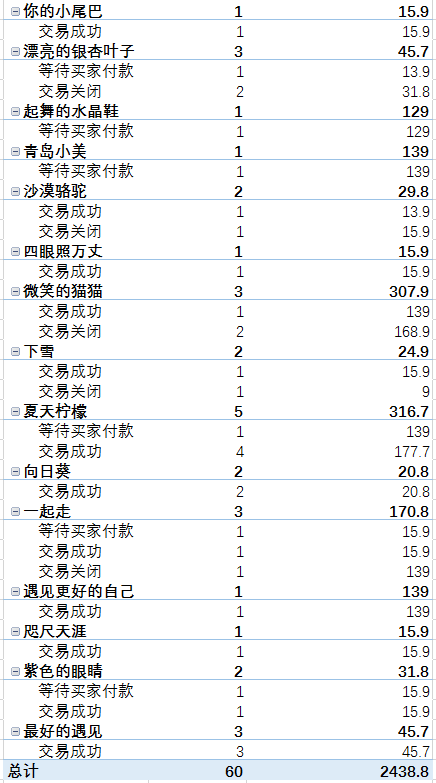 你的小尾巴 1 15.9
交易成功 1 15.9
漂亮的银杏叶子 3 45.7
等待买家付款 1 13.9
交易关闭 2 31.8
起舞的水晶鞋 1 129
等待买家付款 1 129
青岛小美 1 139
等待买家付款 1 139
沙漠骆驼 2 29.8
交易成功 1 13.9
交易关闭 1 15.9
四眼照万丈 1 15.9
交易成功 1 15.9
微笑的猫猫 3 307.9
交易成功 1 139
交易关闭 2 168.9
下雪 2 24.9
交易成功 1 15.9
交易关闭 1 9
夏天柠檬 5 316.7
等待买家付款 1 139
交易成功 4 177.7
向日葵 2 20.8
交易成功 2 20.8
一起走 3 170.8
等待买家付款 1 15.9
交易成功 1 15.9
交易关闭 1 139
遇见更好的自己 1 139
交易成功 1 139
咫尺天涯 1 15.9
交易成功 1 15.9
紫色的眼睛 2 31.8
等待买家付款 1 15.9
交易成功 1 15.9
最好的遇见 3 45.7
交易成功 3 45.7
总计 60 2438.8